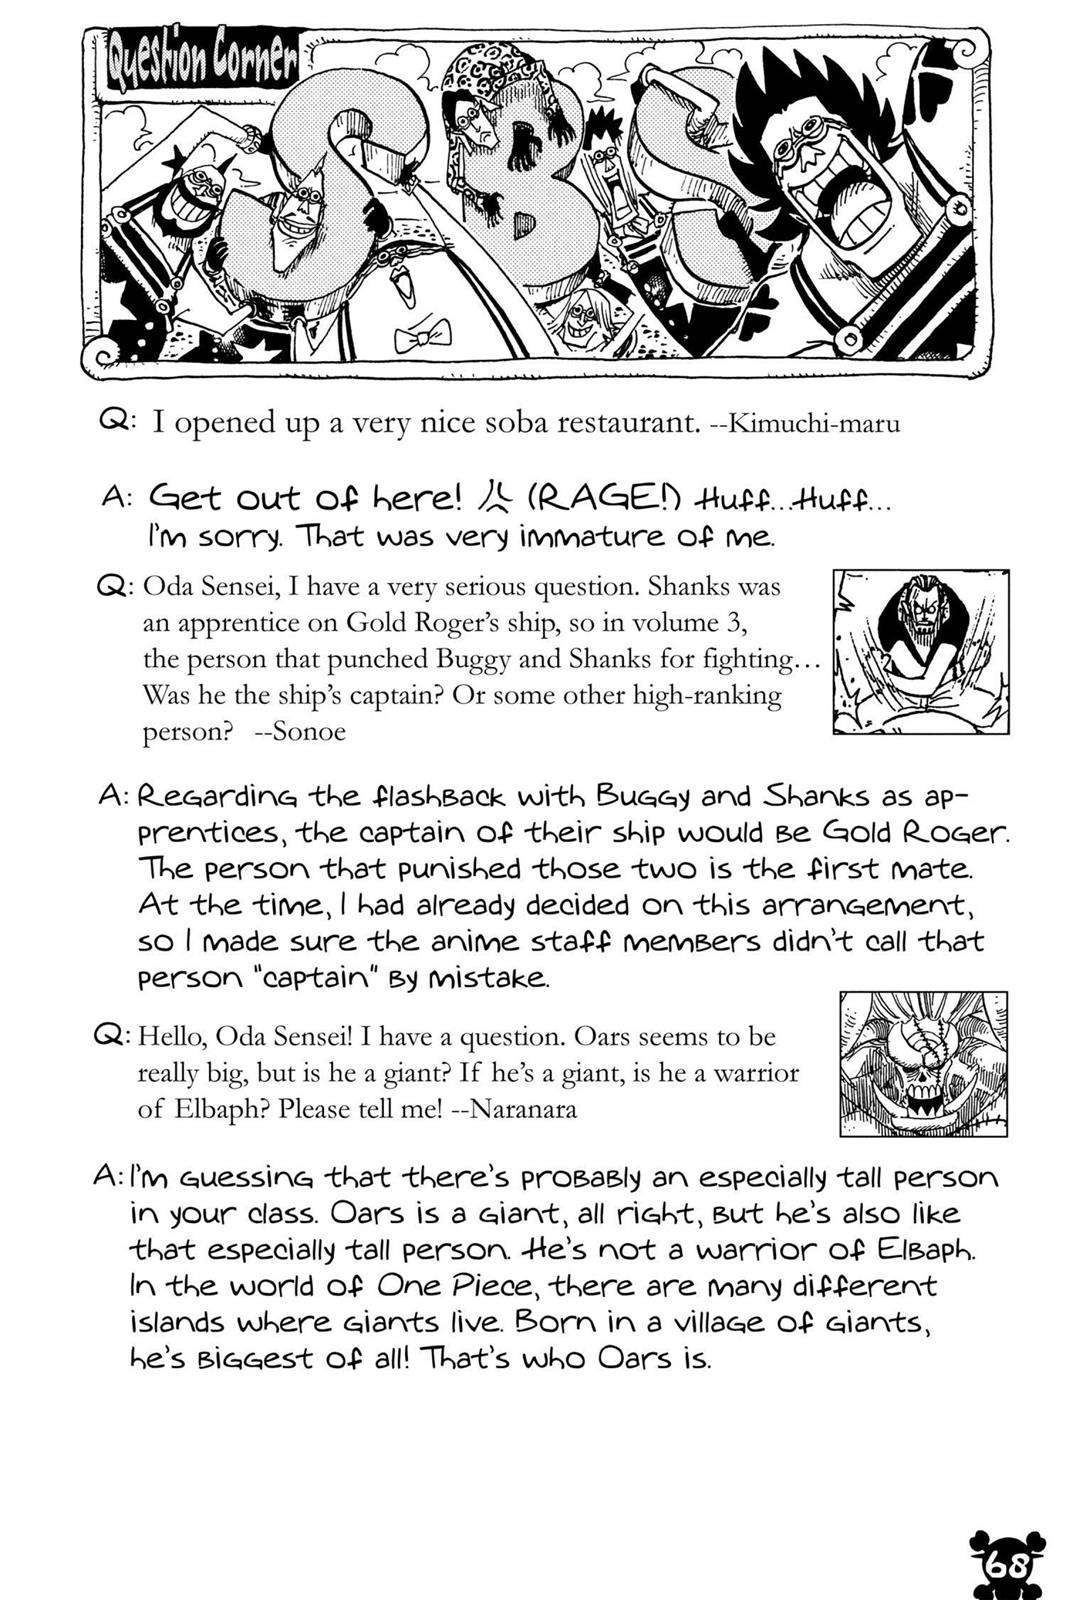 Question Corner
SBS
Q: I opened up a very nice soba restaurant. --Kimuchi-maru
A: Get out of here! (RAGE!) Huff...Huff...
I'm sorry. That was very immature of me.
Q: Oda Sensei, I have a very serious question. Shanks was
an apprentice on Gold Roger's ship, so in volume 3,
the person that punched Buggy and Shanks for fighting...
Was he the ship's captain? Or some other high-ranking
person? --Sonoe
A: Regarding the flashback with Buggy and Shanks as ap-
prentices, the captain of their ship would be Gold Roger.
The person that punished those two is the first mate.
At the time, I had already decided on this arrangement,
so I made sure the anime staff members didn't call that
person "captain" by mistake.
Q: Hello, Oda Sensei! I have a question. Oars seems to be
really big, but is he a giant? If he's a giant, is he a warrior
of Elbaph? Please tell me! --Naranara
A: I'm guessing that there's probably an especially tall person
in your class. Oars is a giant, all right, but he's also like
that especially tall person. He's not a warrior of Elbaph.
In the world of One Piece, there are many different
islands where giants live. Born in a village of giants,
he's biggest of all! That's who Oars is.
68